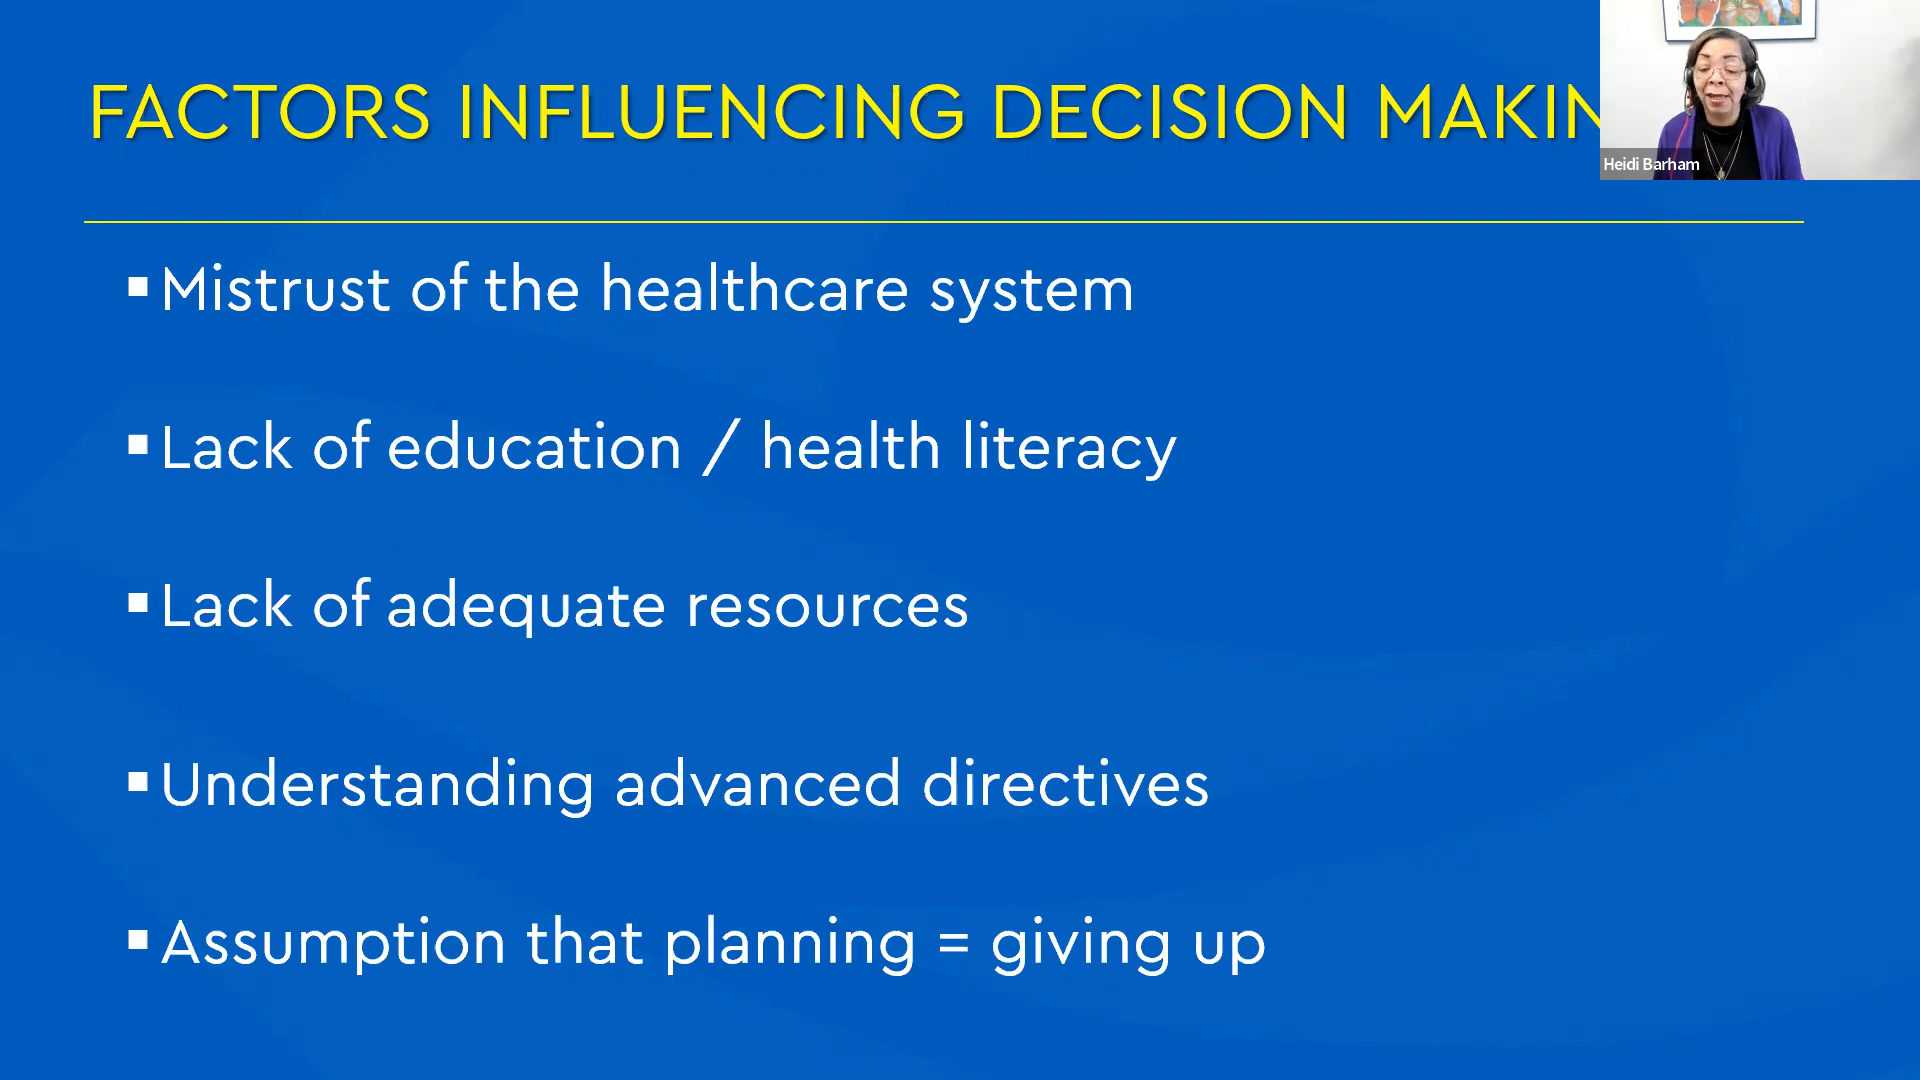 FACTORS INFLUENCING DECISION MAKIN
Heidi Barham
▪ Mistrust of the healthcare system
▪ Lack of education / health literacy
▪ Lack of adequate resources
▪ Understanding advanced directives
▪ Assumption that planning = giving up